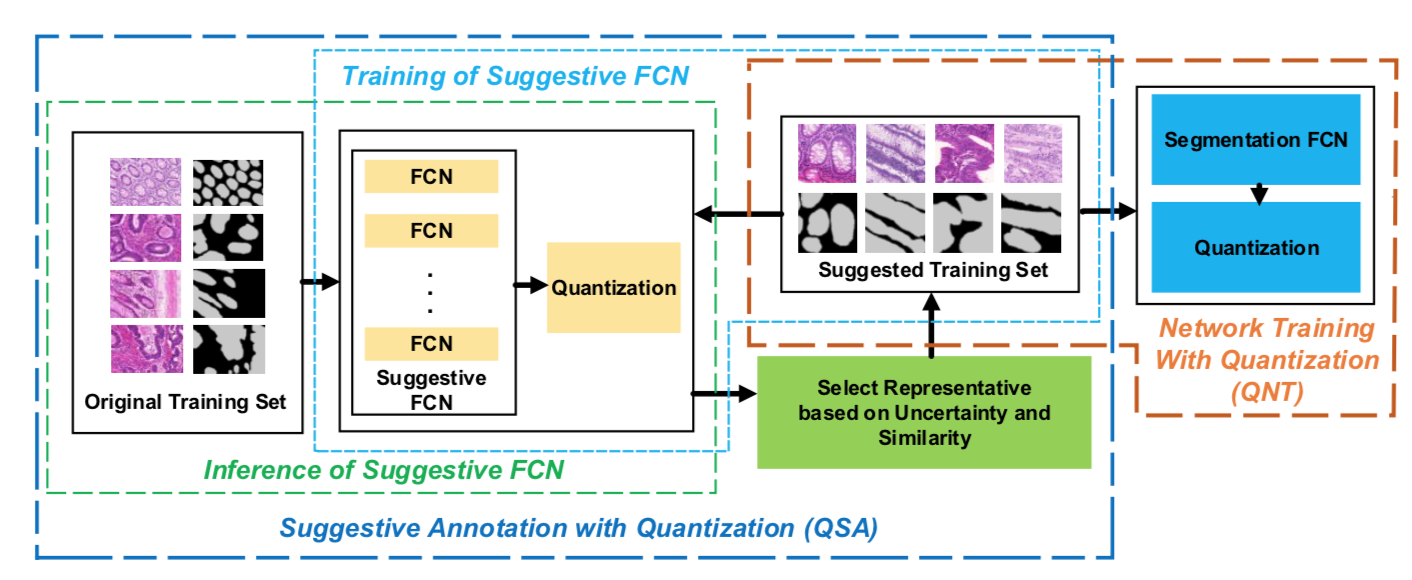 Training of Suggestive FCN
Original Training Set
FCN
FCN
.
.
.
FCN
Suggestive
FCN
Quantization
Inference of Suggestive FCN
Suggested Training Set
Select Representative
based on Uncertainty and
Similarity
Suggestive Annotation with Quantization (QSA)
Segmentation FCN
Quantization
Network Training
With Quantization
(QNT)